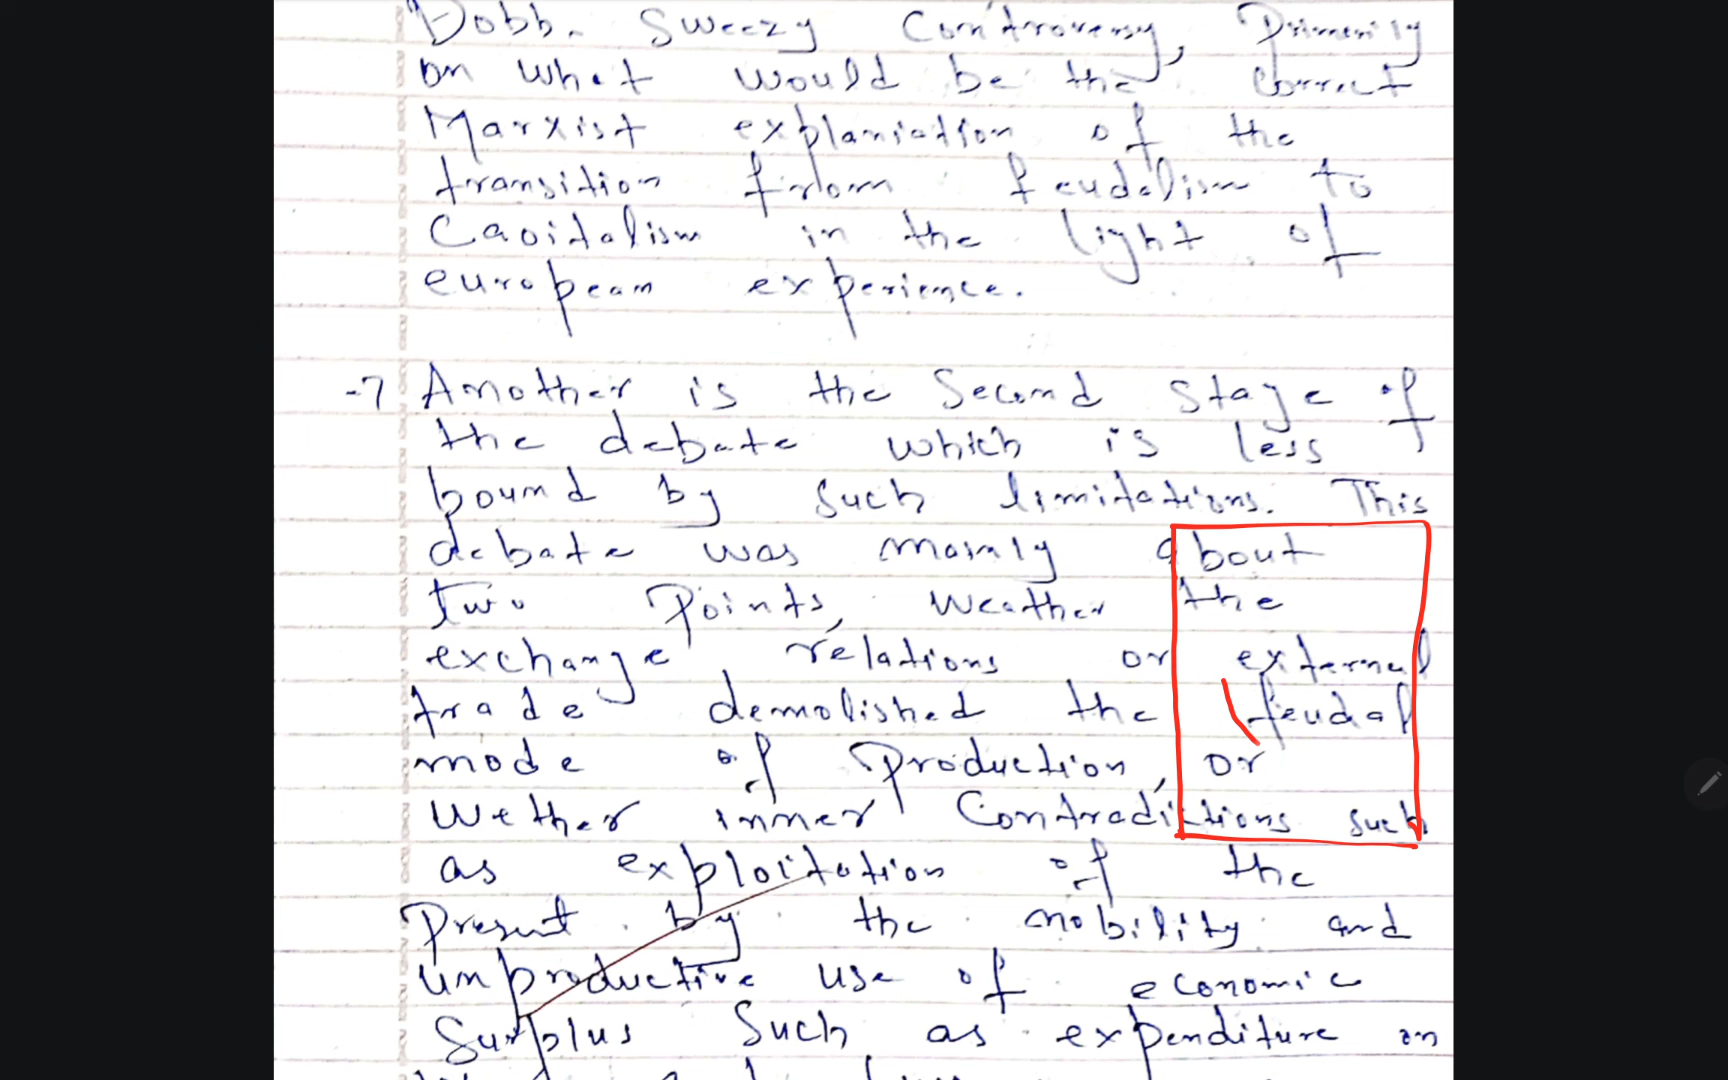 Dobb. Sweezy Controversy, Primerily
on what would be the correct
Marxist explaniation of the
transition from feudalism to
Caoitalism in the light of
european experience.
-7 Another is the Second Stage of
the debate which is less
bound by such limitations. This
debate was mainly about
two Points, weather the
exchange relations or external
trade demolished the feudal
mode of Production, or
wether inner Contradictions such
as exploitation of the
Present by the nobility and
unproductive use of economic
Surplus Such as expenditure on